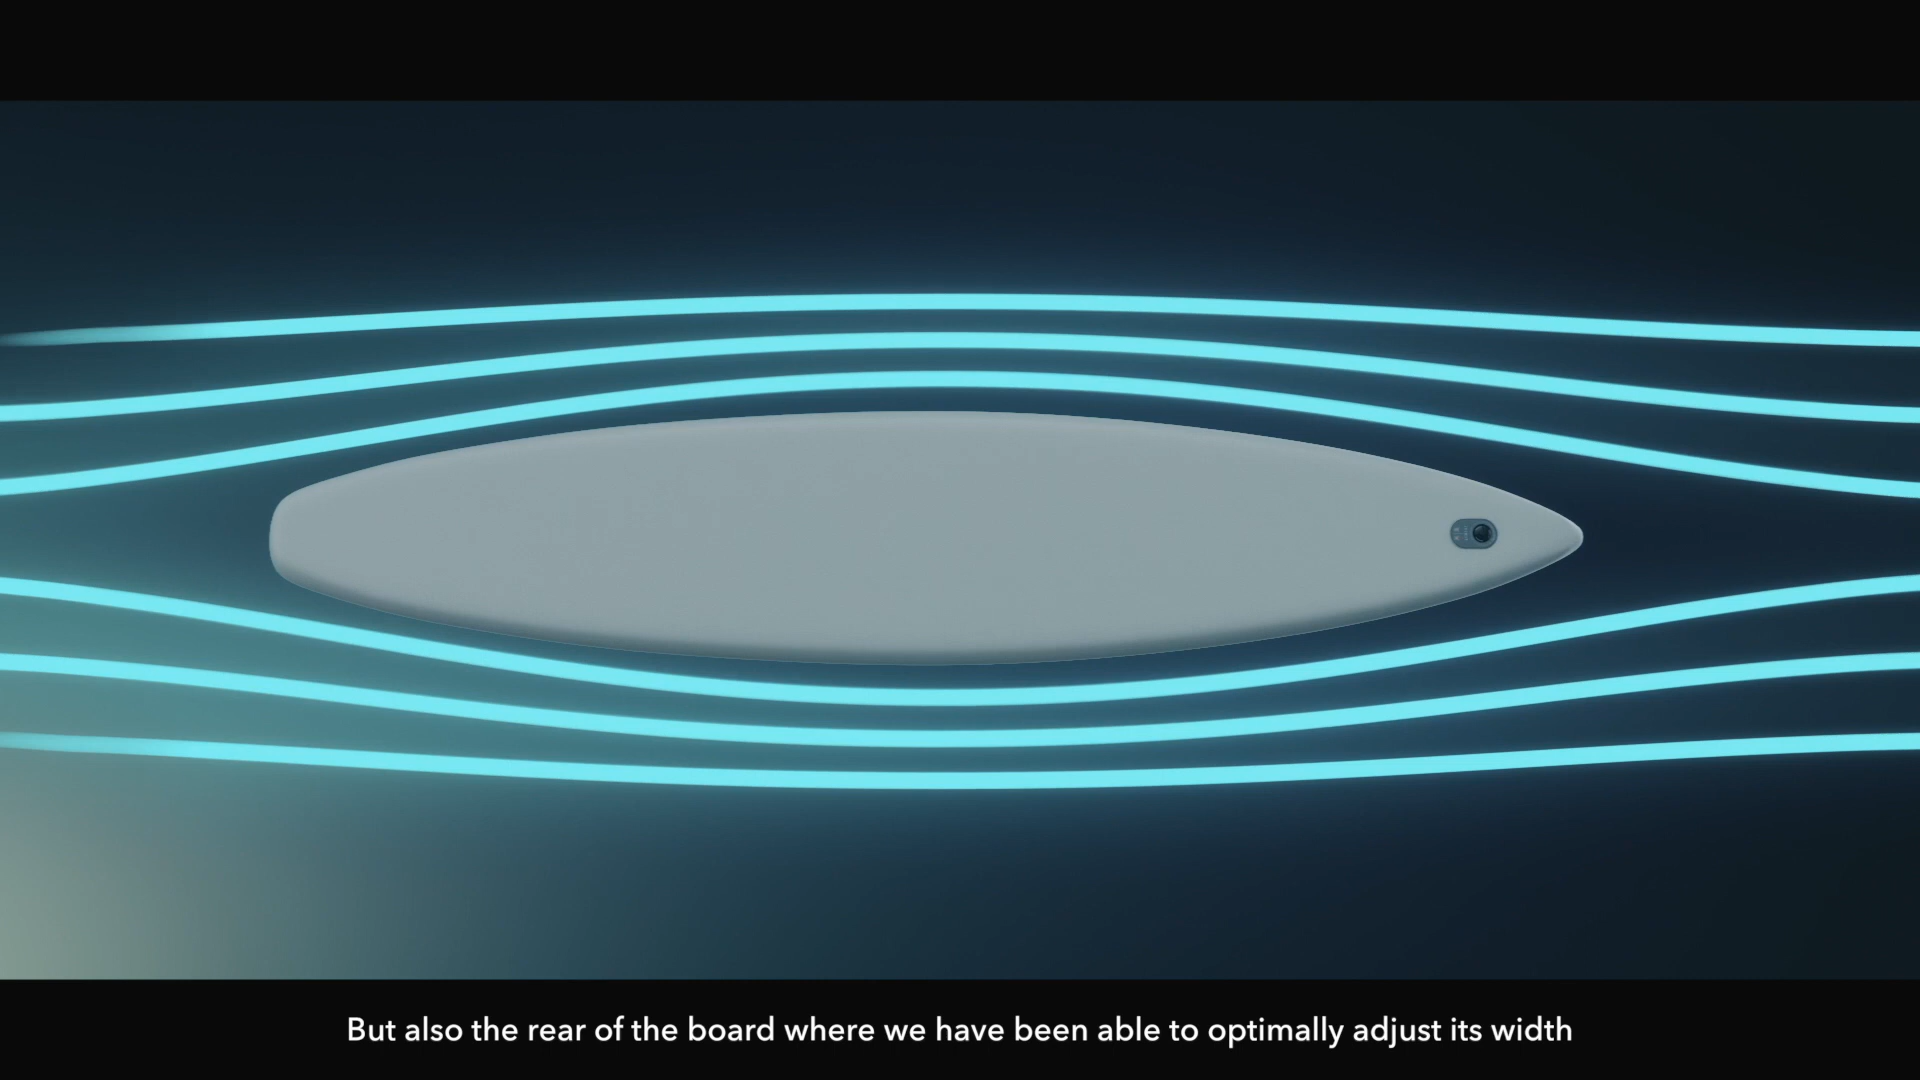 But also the rear of the board where we have been able to optimally adjust its width